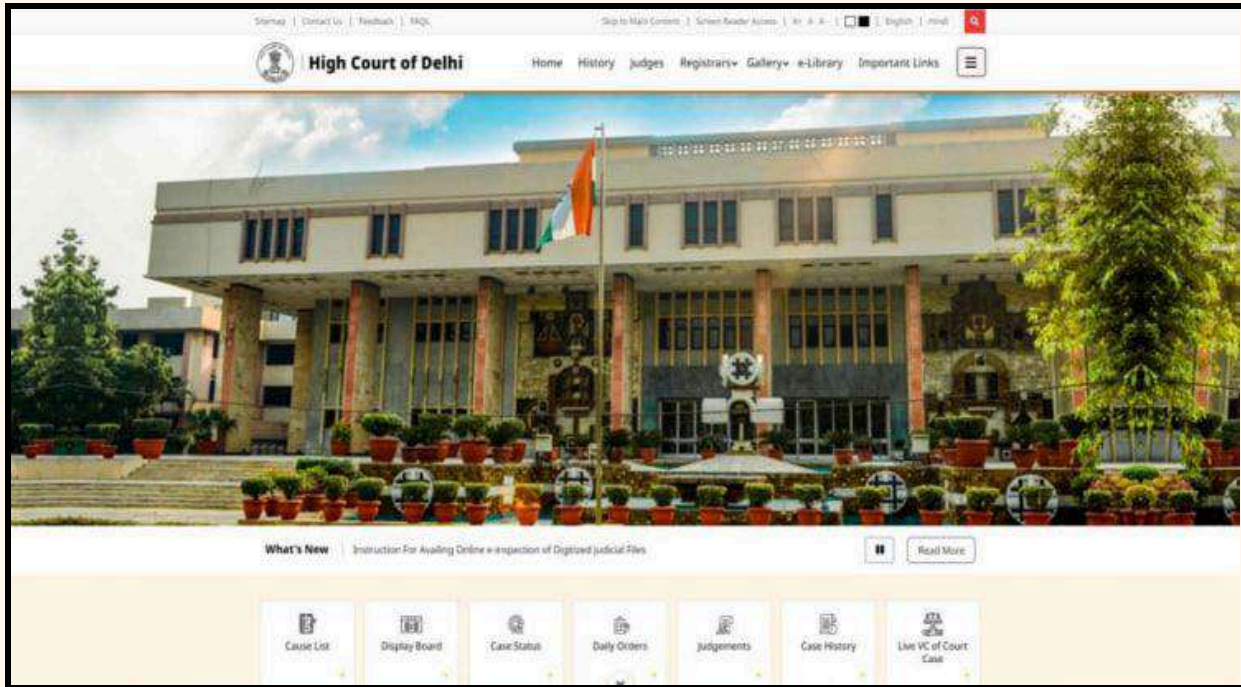 Sitemap | Contact Us | Feedback | FAQs
Skip to Main Content | Screen Reader Access | A+ A A- | | English | Hindi
High Court of Delhi
Home History Judges Registrars Gallery e-Library Important Links
What's New
Instruction For Availing Online e-inspection of Digitized Judicial Files
Read More
Cause List
Display Board
Case Status
Daily Orders
Judgements
Case History
Live VC of Court
Case